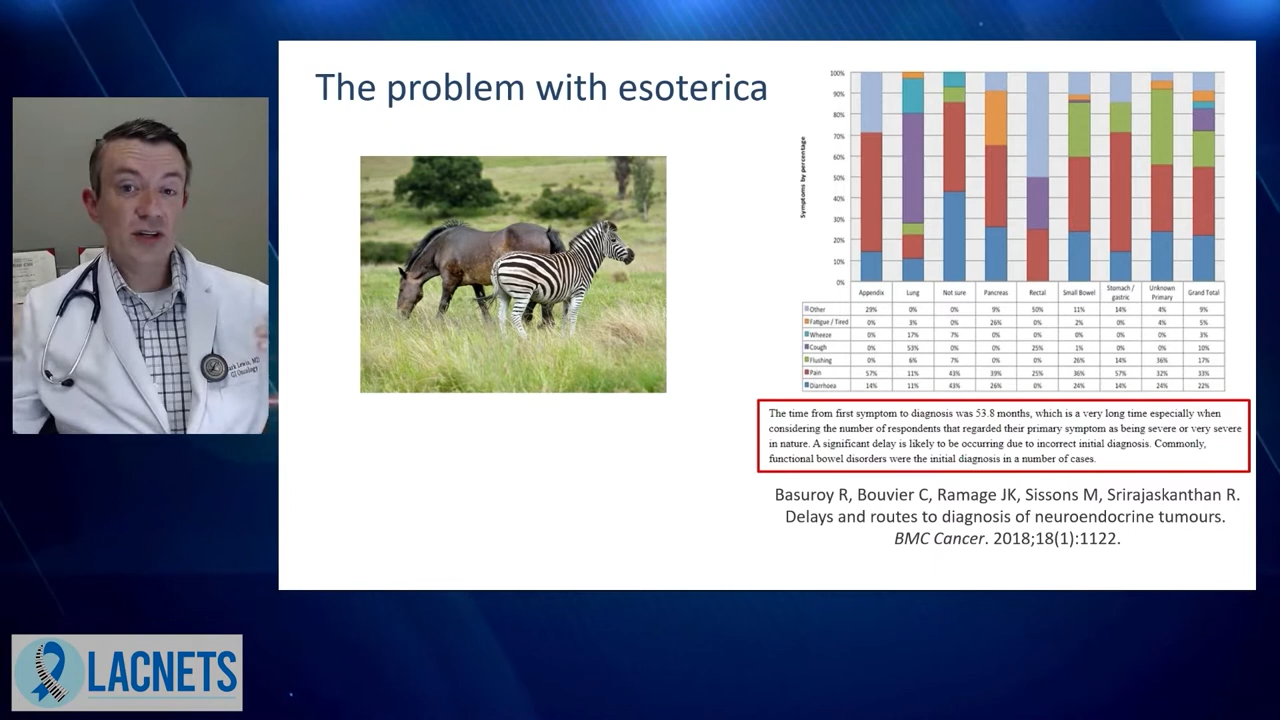 The problem with esoterica
Symptoms by percentage
100%
90%
80%
70%
60%
50%
40%
30%
20%
10%
0%
Appendix Lung Not sure Pancreas Rectal Small Bowel Stomach / gastric Unknown Primary Grand Total
Other 29% 0% 0% 9% 50% 11% 14% 4% 9%
Fatigue / Tired 0% 3% 0% 26% 0% 2% 0% 4% 5%
Wheeze 0% 17% 7% 0% 0% 0% 0% 0% 3%
Cough 0% 53% 0% 0% 25% 1% 0% 0% 10%
Flushing 0% 6% 7% 0% 0% 26% 14% 36% 17%
Pain 57% 11% 43% 39% 25% 36% 57% 32% 33%
Diarrhoea 14% 11% 43% 26% 0% 24% 14% 24% 22%
The time from first symptom to diagnosis was 53.8 months, which is a very long time especially when
considering the number of respondents that regarded their primary symptom as being severe or very severe
in nature. A significant delay is likely to be occurring due to incorrect initial diagnosis. Commonly,
functional bowel disorders were the initial diagnosis in a number of cases.
Basuroy R, Bouvier C, Ramage JK, Sissons M, Srirajaskanthan R.
Delays and routes to diagnosis of neuroendocrine tumours.
BMC Cancer. 2018;18(1):1122.
Lewis, MD
GI Oncology
LACNETS